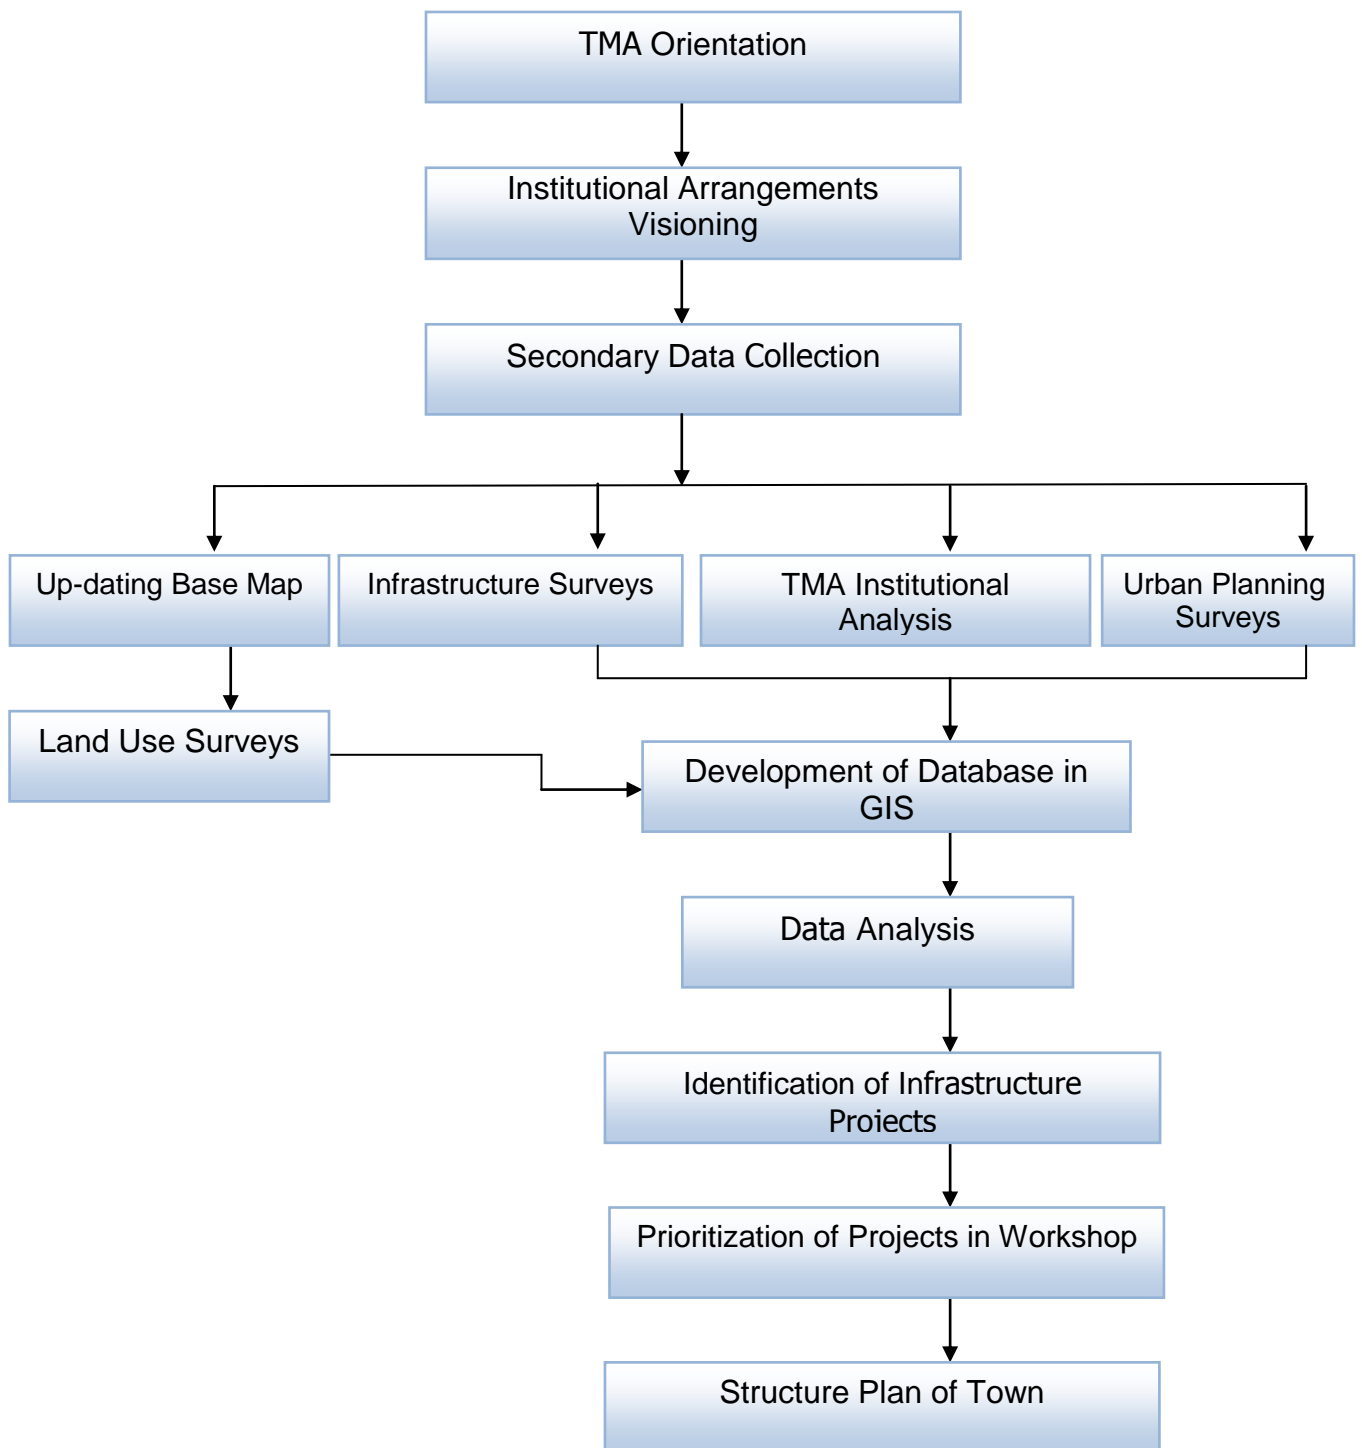 TMA Orientation
Institutional Arrangements
Visioning
Secondary Data Collection
Up-dating Base Map
Infrastructure Surveys
TMA Institutional
Analysis
Urban Planning
Surveys
Land Use Surveys
Development of Database in
GIS
Data Analysis
Identification of Infrastructure
Projects
Prioritization of Projects in Workshop
Structure Plan of Town